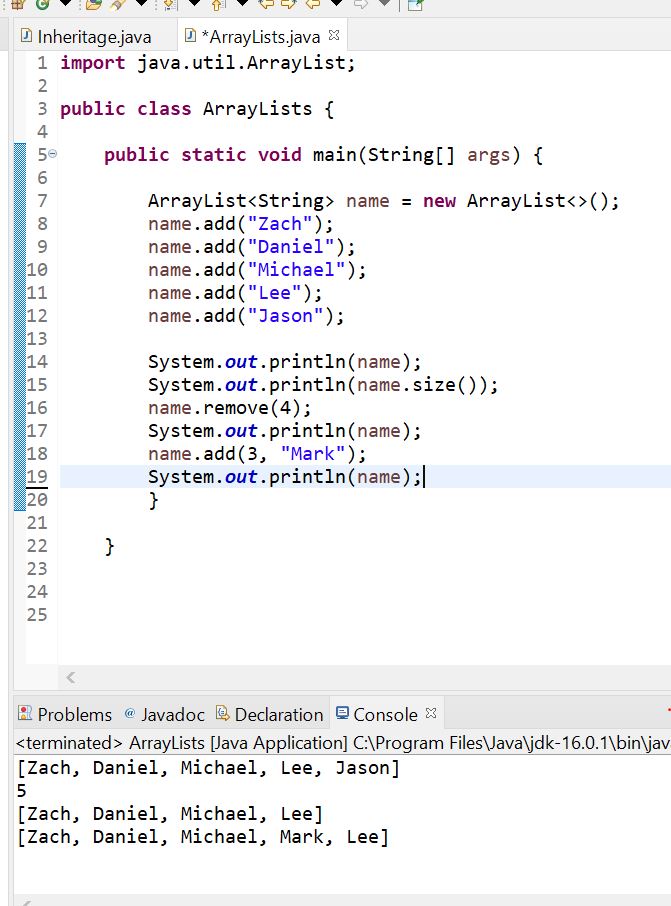 Inheritage.java
*ArrayLists.java
1 import java.util.ArrayList;
2
3 public class ArrayLists {
4
5 public static void main(String[] args) {
6
7 ArrayList<String> name = new ArrayList<>();
8 name.add("Zach");
9 name.add("Daniel");
10 name.add("Michael");
11 name.add("Lee");
12 name.add("Jason");
13
14 System.out.println(name);
15 System.out.println(name.size());
16 name.remove(4);
17 System.out.println(name);
18 name.add(3, "Mark");
19 System.out.println(name);
20 }
21
22 }
23
24
25
Problems @ Javadoc Declaration Console
<terminated> ArrayLists [Java Application] C:\Program Files\Java\jdk-16.0.1\bin\jav
[Zach, Daniel, Michael, Lee, Jason]
5
[Zach, Daniel, Michael, Lee]
[Zach, Daniel, Michael, Mark, Lee]